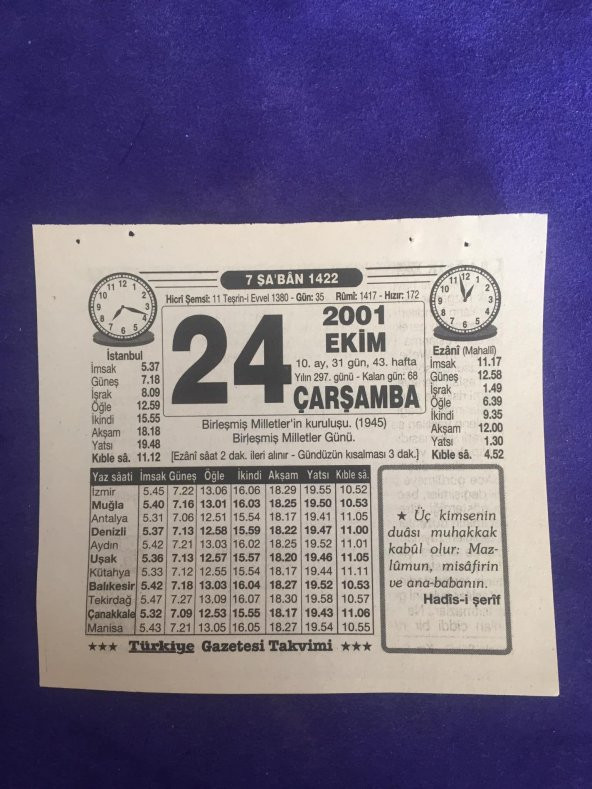 7 ŞA'BÂN 1422
Hicrî Şemsî: 11 Teşrin-i Evvel 1380 - Gün: 35 Rûmî: 1417 - Hızır: 172
24
2001
EKİM
10. ay, 31 gün, 43. hafta
Yılın 297. günü - Kalan gün: 68
ÇARŞAMBA
Birleşmiş Milletler'in kuruluşu. (1945)
Birleşmiş Milletler Günü.
[Ezânî sâat 2 dak. ileri alınır - Gündüzün kısalması 3 dak.]
İstanbul
İmsak 5.37
Güneş 7.18
İşrak 8.09
Öğle 12.59
İkindi 15.55
Akşam 18.18
Yatsı 19.48
Kıble sâ. 11.12
Ezânî (Mahallî)
İmsak 11.17
Güneş 12.58
İşrak 1.49
Öğle 6.39
İkindi 9.35
Akşam 12.00
Yatsı 1.30
Kıble sâ. 4.52
Yaz sâati İmsak Güneş Öğle İkindi Akşam Yatsı Kıble sâ.
İzmir 5.45 7.22 13.06 16.06 18.29 19.55 10.52
Muğla 5.40 7.16 13.01 16.03 18.25 19.50 10.53
Antalya 5.31 7.06 12.51 15.54 18.17 19.41 11.05
Denizli 5.37 7.13 12.58 15.59 18.22 19.47 11.00
Aydın 5.42 7.21 13.03 16.02 18.25 19.52 11.01
Uşak 5.36 7.13 12.57 15.57 18.20 19.46 11.05
Kütahya 5.33 7.12 12.55 15.54 18.17 19.44 11.11
Balıkesir 5.42 7.18 13.03 16.04 18.27 19.52 10.53
Tekirdağ 5.47 7.27 13.09 16.07 18.30 19.58 10.57
Çanakkale 5.32 7.09 12.53 15.55 18.17 19.43 11.06
Manisa 5.43 7.21 13.05 16.05 18.27 19.54 10.55
★ Üç kimsenin
duâsı muhakkak
kabûl olur: Maz-
lûmun, misâfirin
ve ana-babanın.
Hadîs-i şerîf
★★★ Türkiye Gazetesi Takvimi ★★★